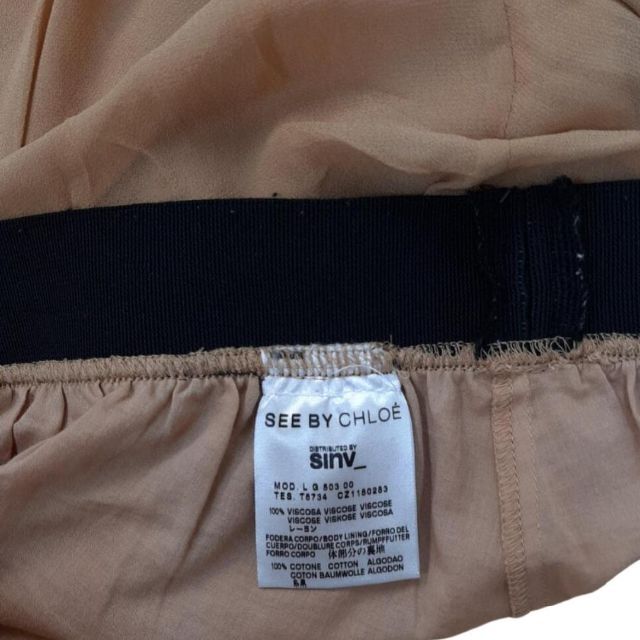 SEE BY CHLOÉ
DISTRIBUTED BY
sinv_
MOD. L G 503 00
TES. T6734 CZ1150283
100% VISCOSA VISCOSE VISCOSE
VISCOSE VISKOSE VISCOSA
レーヨン
FODERA CORPO/BODY LINING/FORRO DEL
CUERPO/DOUBLURE CORPS/RUMPFFUTTER
FORRO CORPO 体部分の裏地
100% COTONE COTTON ALGODAO
COTON BAUMWOLLE ALGODON